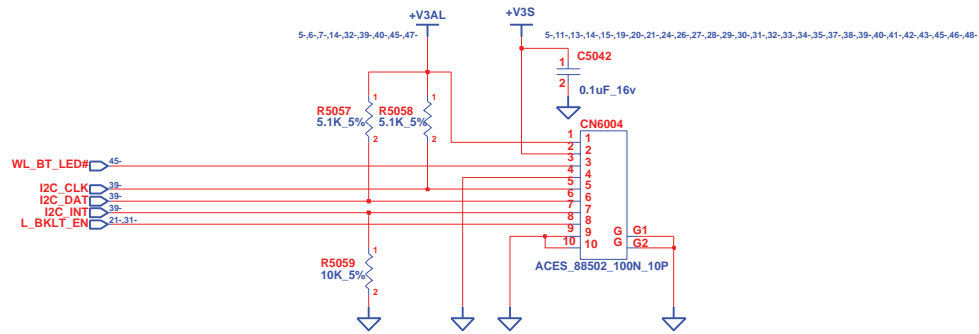 +V3AL +V3S
5-,6-,7-,14-,32-,39-,40-,45-,47- 5-,11-,13-,14-,15-,19-,20-,21-,24-,26-,27-,28-,29-,30-,31-,32-,33-,34-,35-,37-,38-,39-,40-,41-,42-,43-,45-,46-,48-
C5042
1
2
0.1uF_16v
1 1
R5057 R5058
5.1K_5% 5.1K_5%
2 2
CN6004
1 1
2 2
3 3
4 4
5 5
6 6
7 7
8 8
9 9
10 10
G G1
G G2
ACES_88502_100N_10P
WL_BT_LED# 45-
I2C_CLK 39-
I2C_DAT 39-
I2C_INT 39-
L_BKLT_EN 21-,31-
1
R5059
10K_5%
2